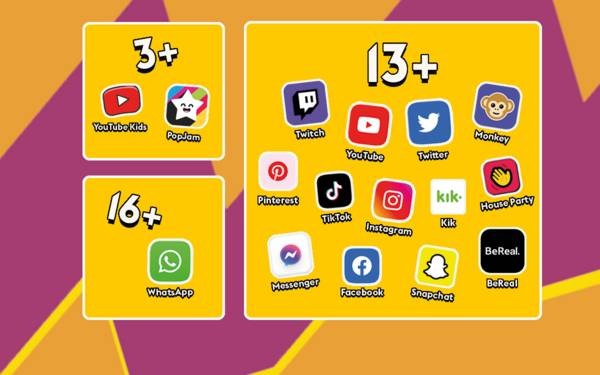 3+
YouTube Kids
PopJam
16+
WhatsApp
13+
Twitch
YouTube
Twitter
Monkey
Pinterest
TikTok
Instagram
kik.
Kik
House Party
Messenger
Facebook
Snapchat
BeReal.
BeReal